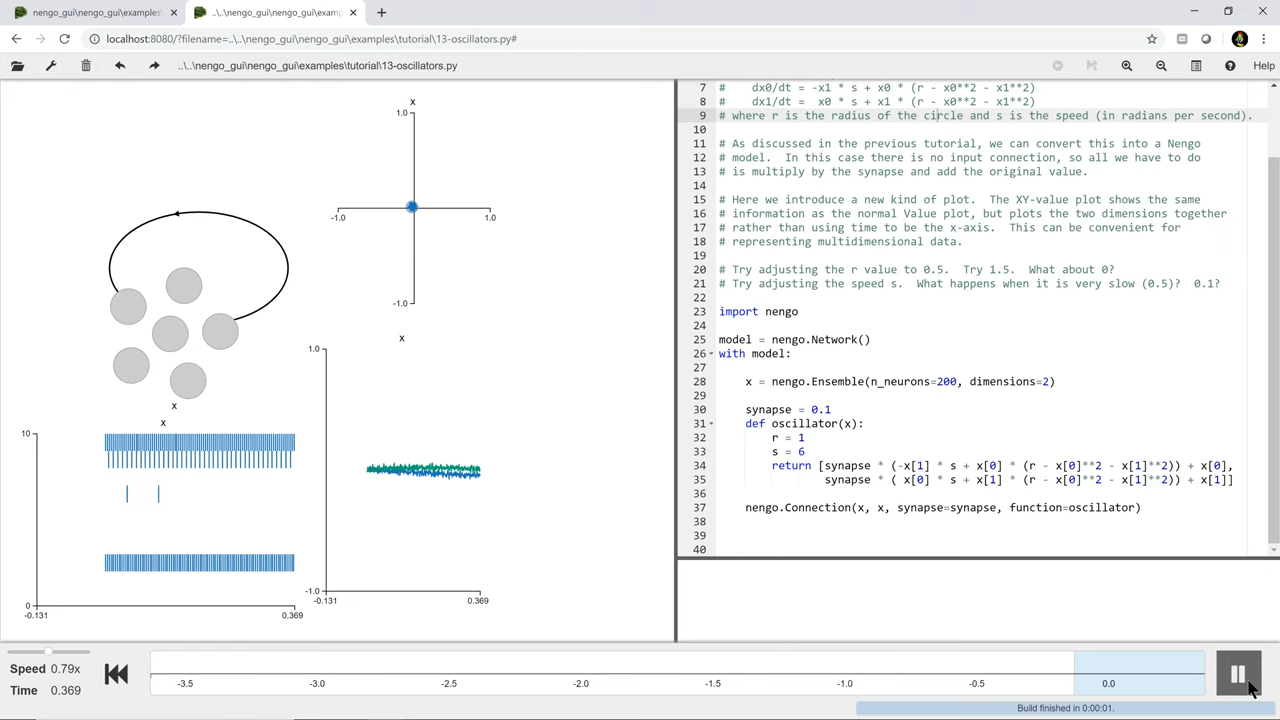 nengo_gui\nengo_gui\examples\
..\..\nengo_gui\nengo_gui\examp
localhost:8080/?filename=..\..\nengo_gui\nengo_gui\examples\tutorial\13-oscillators.py#
..\..\nengo_gui\nengo_gui\examples\tutorial\13-oscillators.py
Help
x
1.0
-1.0
1.0
-1.0
x
x
10
0
-0.131
0.369
x
1.0
-1.0
-0.131
0.369
7 # dx0/dt = -x1 * s + x0 * (r - x0**2 - x1**2)
8 # dx1/dt = x0 * s + x1 * (r - x0**2 - x1**2)
9 # where r is the radius of the circle and s is the speed (in radians per second).
10
11 # As discussed in the previous tutorial, we can convert this into a Nengo
12 # model. In this case there is no input connection, so all we have to do
13 # is multiply by the synapse and add the original value.
14
15 # Here we introduce a new kind of plot. The XY-value plot shows the same
16 # information as the normal Value plot, but plots the two dimensions together
17 # rather than using time to be the x-axis. This can be convenient for
18 # representing multidimensional data.
19
20 # Try adjusting the r value to 0.5. Try 1.5. What about 0?
21 # Try adjusting the speed s. What happens when it is very slow (0.5)? 0.1?
22
23 import nengo
24
25 model = nengo.Network()
26 with model:
27
28 x = nengo.Ensemble(n_neurons=200, dimensions=2)
29
30 synapse = 0.1
31 def oscillator(x):
32 r = 1
33 s = 6
34 return [synapse * (-x[1] * s + x[0] * (r - x[0]**2 - x[1]**2)) + x[0],
35 synapse * ( x[0] * s + x[1] * (r - x[0]**2 - x[1]**2)) + x[1]]
36
37 nengo.Connection(x, x, synapse=synapse, function=oscillator)
38
39
40
Speed 0.79x
Time 0.369
-3.5 -3.0 -2.5 -2.0 -1.5 -1.0 -0.5 0.0
Build finished in 0:00:01.